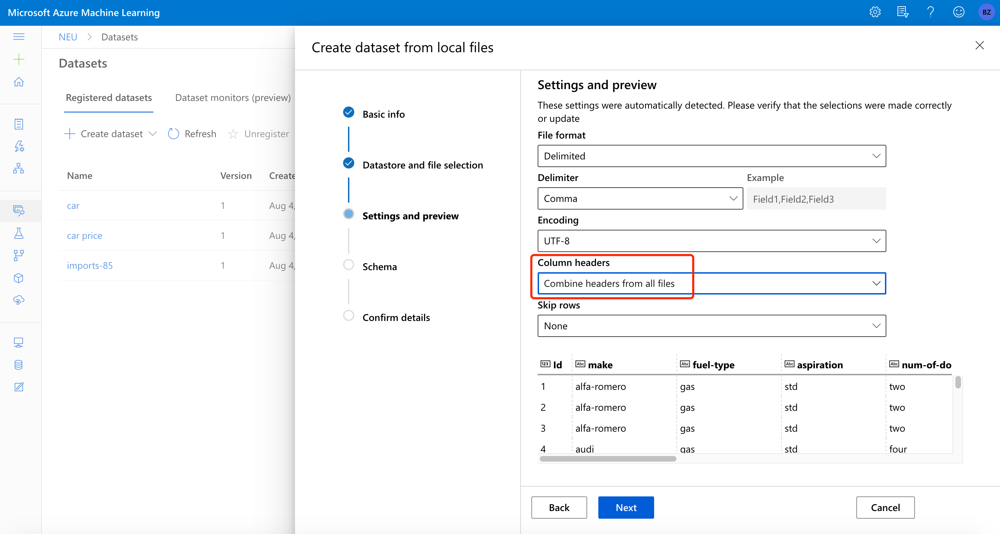 Microsoft Azure Machine Learning
BZ
NEU > Datasets
Datasets
Registered datasets
Dataset monitors (preview)
Create dataset
Refresh
Unregister
Name Version Create
car 1 Aug 4,
car price 1 Aug 4,
imports-85 1 Aug 4,
Create dataset from local files
Basic info
Datastore and file selection
Settings and preview
Schema
Confirm details
Settings and preview
These settings were automatically detected. Please verify that the selections were made correctly
or update
File format
Delimited
Delimiter Example
Comma Field1,Field2,Field3
Encoding
UTF-8
Column headers
Combine headers from all files
Skip rows
None
123 Id Abc make Abc fuel-type Abc aspiration Abc num-of-do
1 alfa-romero gas std two
2 alfa-romero gas std two
3 alfa-romero gas std two
4 audi gas std four
Back Next Cancel